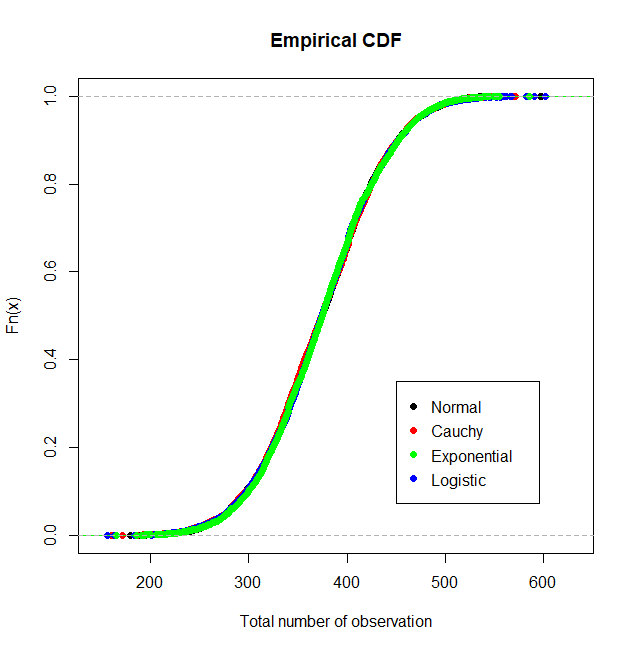 Empirical CDF
Fn(x)
1.0
0.8
0.6
0.4
0.2
0.0
Normal
Cauchy
Exponential
Logistic
200 300 400 500 600
Total number of observation